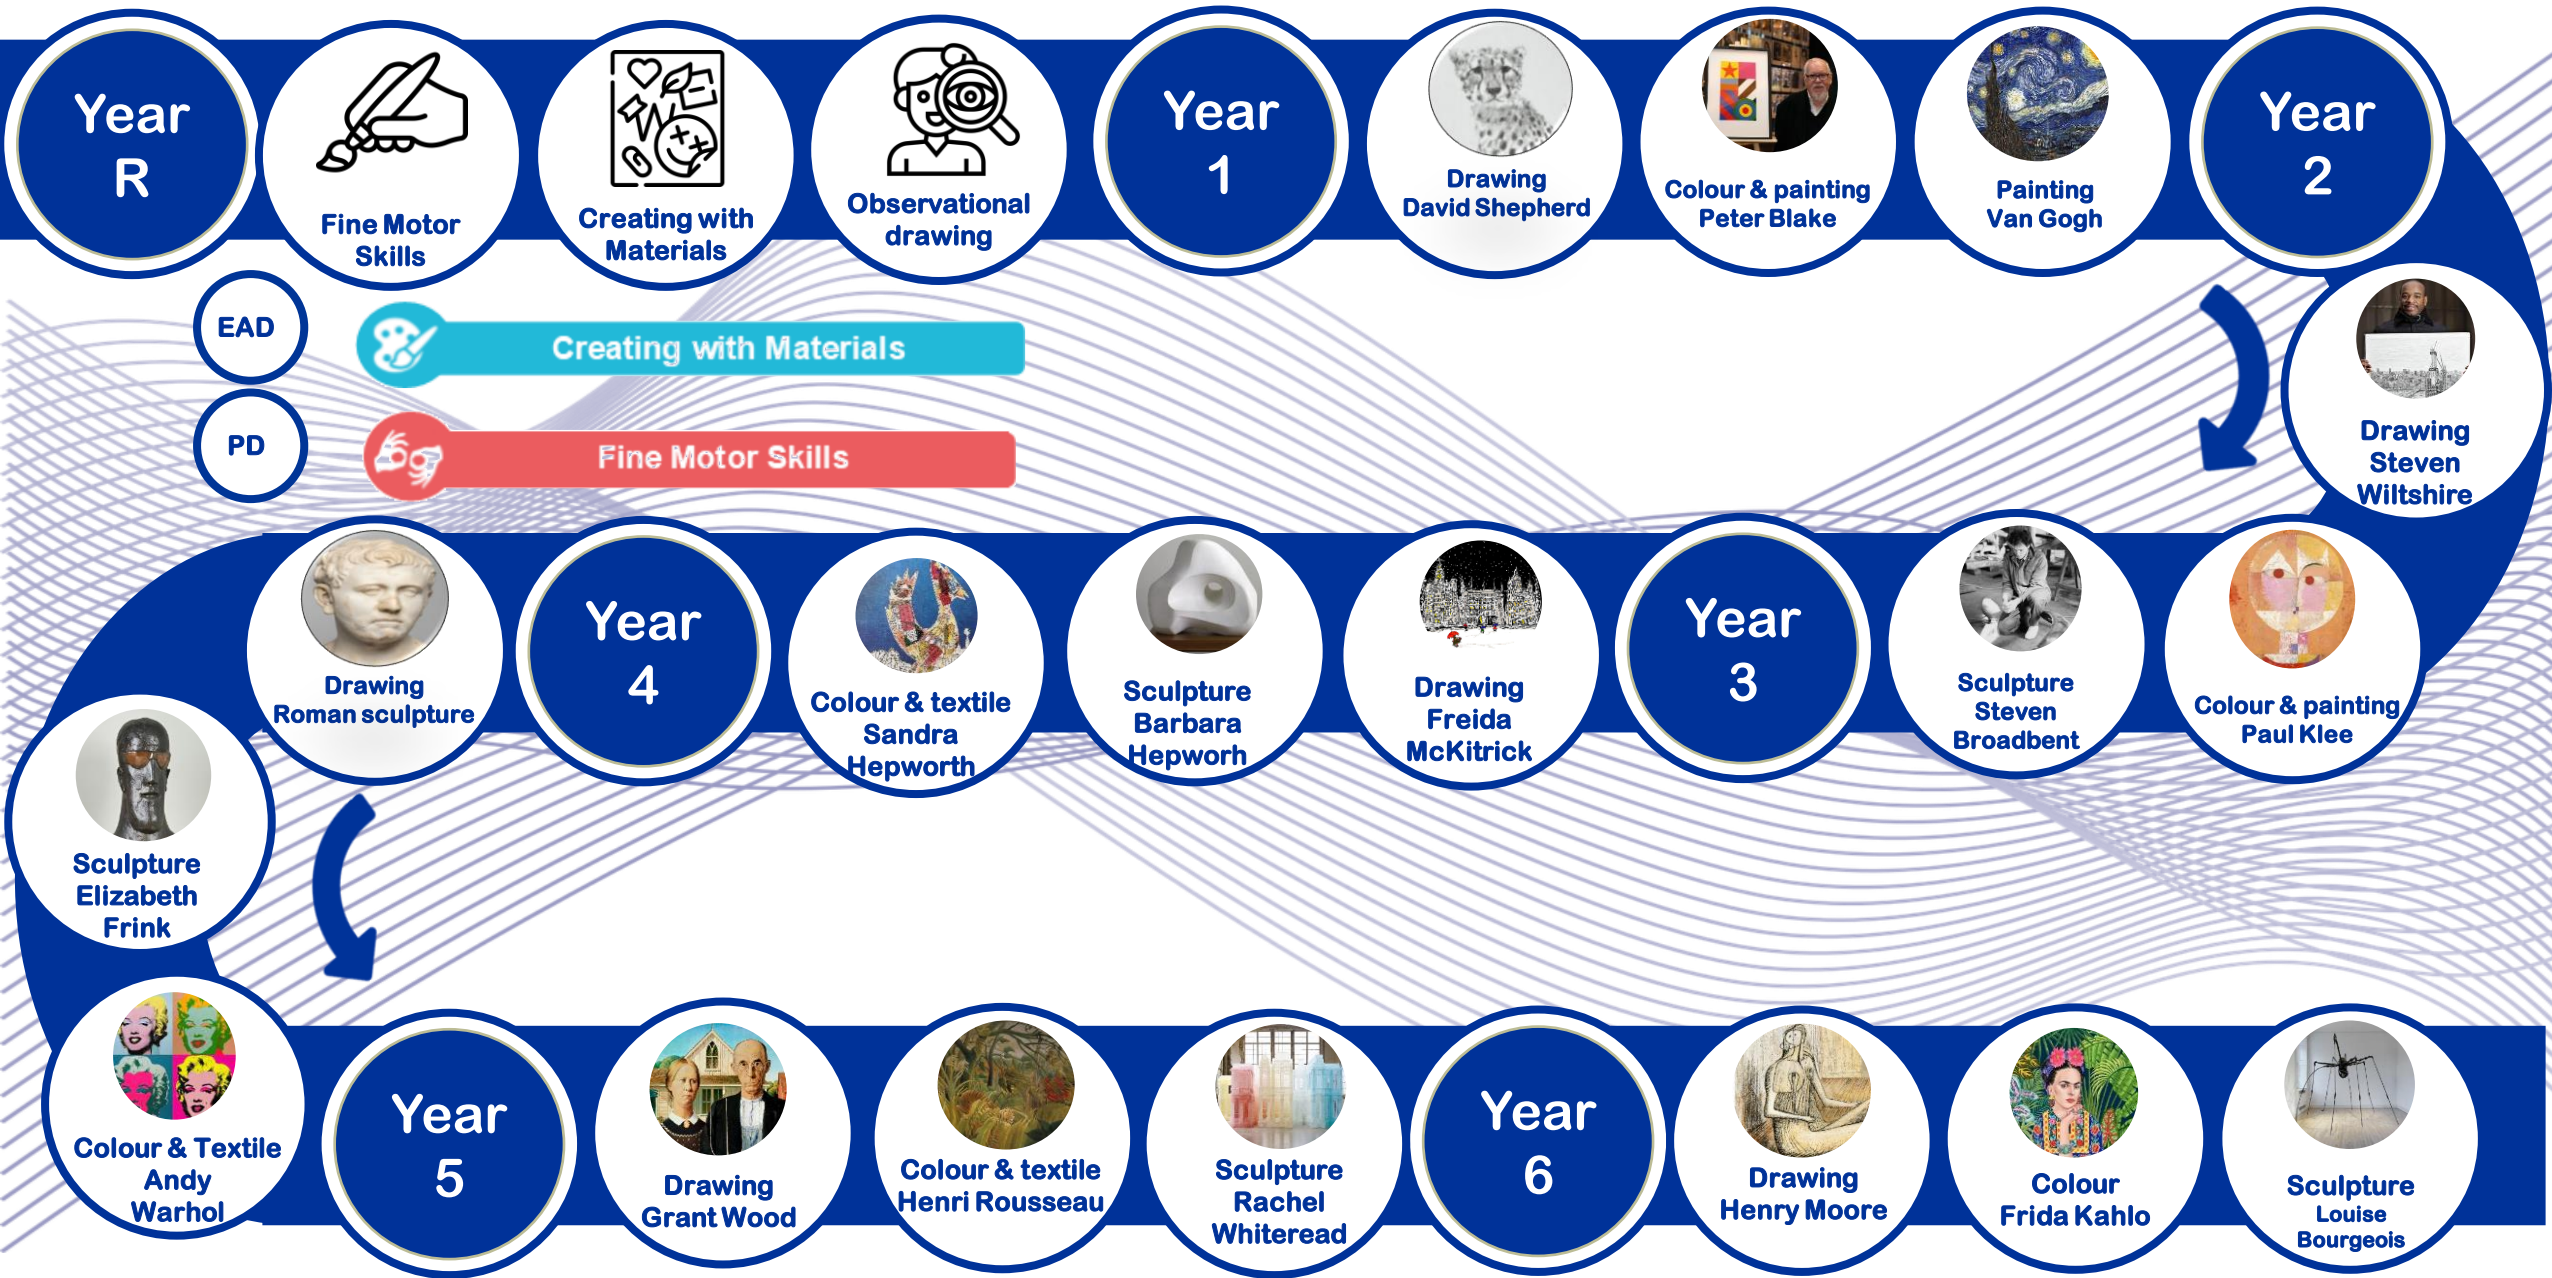 Year
R
Fine Motor
Skills
Creating with
Materials
Observational
drawing
Year
1
Drawing
David Shepherd
Colour & painting
Peter Blake
Painting
Van Gogh
Year
2
EAD
Creating with Materials
PD
Fine Motor Skills
Drawing
Steven
Wiltshire
Colour & painting
Paul Klee
Sculpture
Steven
Broadbent
Year
3
Drawing
Freida
McKitrick
Sculpture
Barbara
Hepworh
Colour & textile
Sandra
Hepworth
Year
4
Drawing
Roman sculpture
Sculpture
Elizabeth
Frink
Colour & Textile
Andy
Warhol
Year
5
Drawing
Grant Wood
Colour & textile
Henri Rousseau
Sculpture
Rachel
Whiteread
Year
6
Drawing
Henry Moore
Colour
Frida Kahlo
Sculpture
Louise
Bourgeois